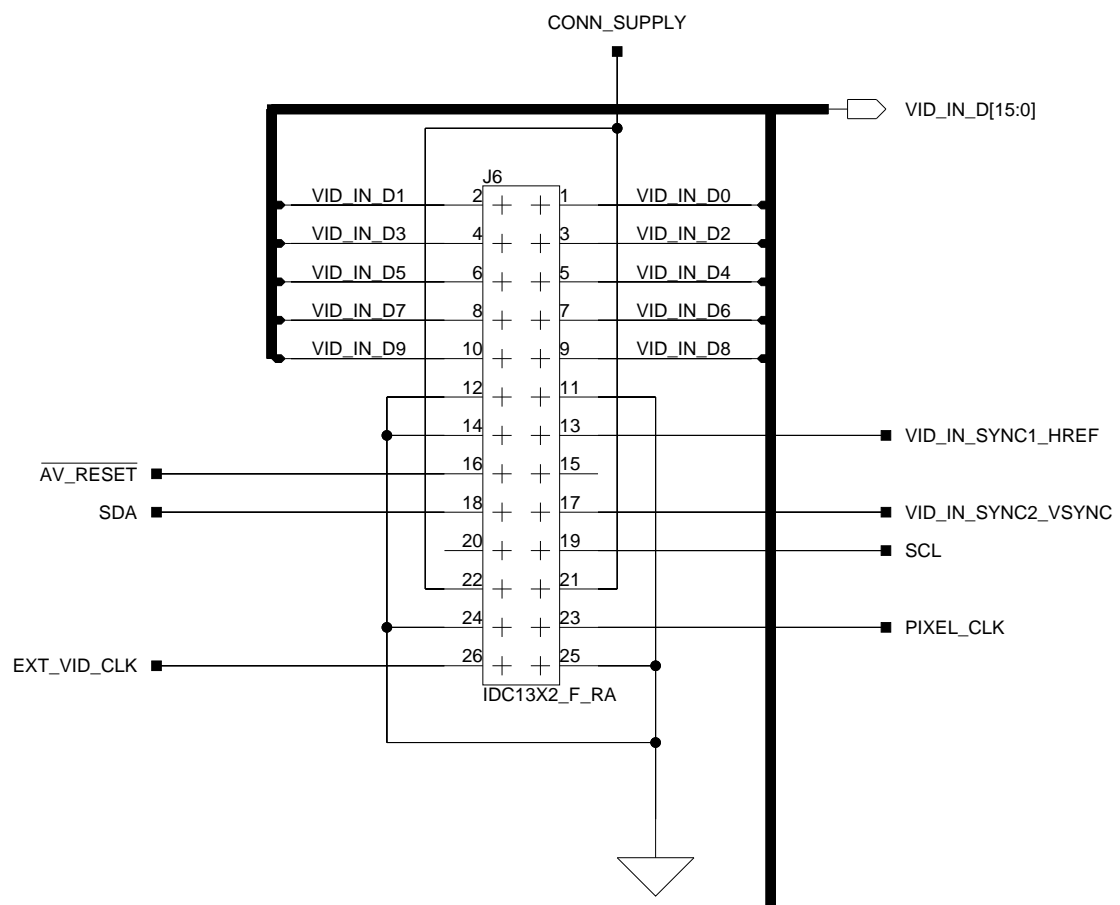 CONN_SUPPLY
VID_IN_D[15:0]
J6
VID_IN_D1 2 1 VID_IN_D0
VID_IN_D3 4 3 VID_IN_D2
VID_IN_D5 6 5 VID_IN_D4
VID_IN_D7 8 7 VID_IN_D6
VID_IN_D9 10 9 VID_IN_D8
12 11
14 13 VID_IN_SYNC1_HREF
AV_RESET 16 15
SDA 18 17 VID_IN_SYNC2_VSYNC
20 19 SCL
22 21
24 23 PIXEL_CLK
EXT_VID_CLK 26 25
IDC13X2_F_RA